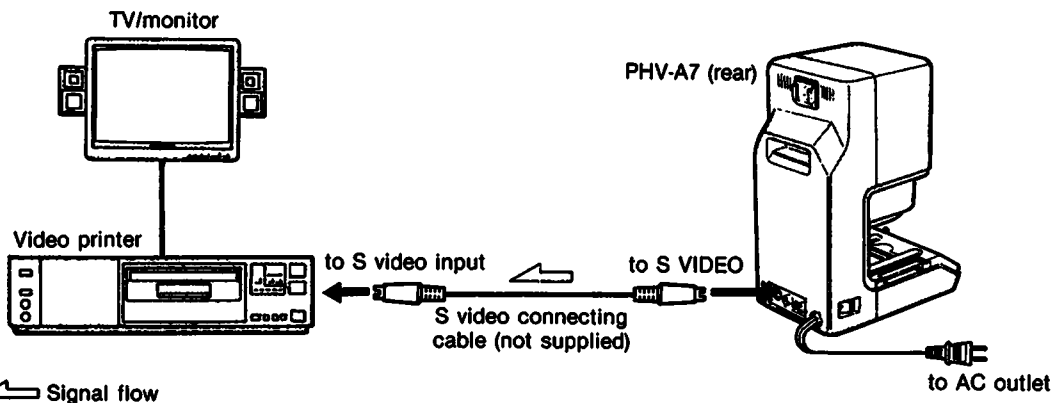 TV/monitor
PHV-A7 (rear)
Video printer
to S video input
to S VIDEO
S video connecting
cable (not supplied)
to AC outlet
Signal flow